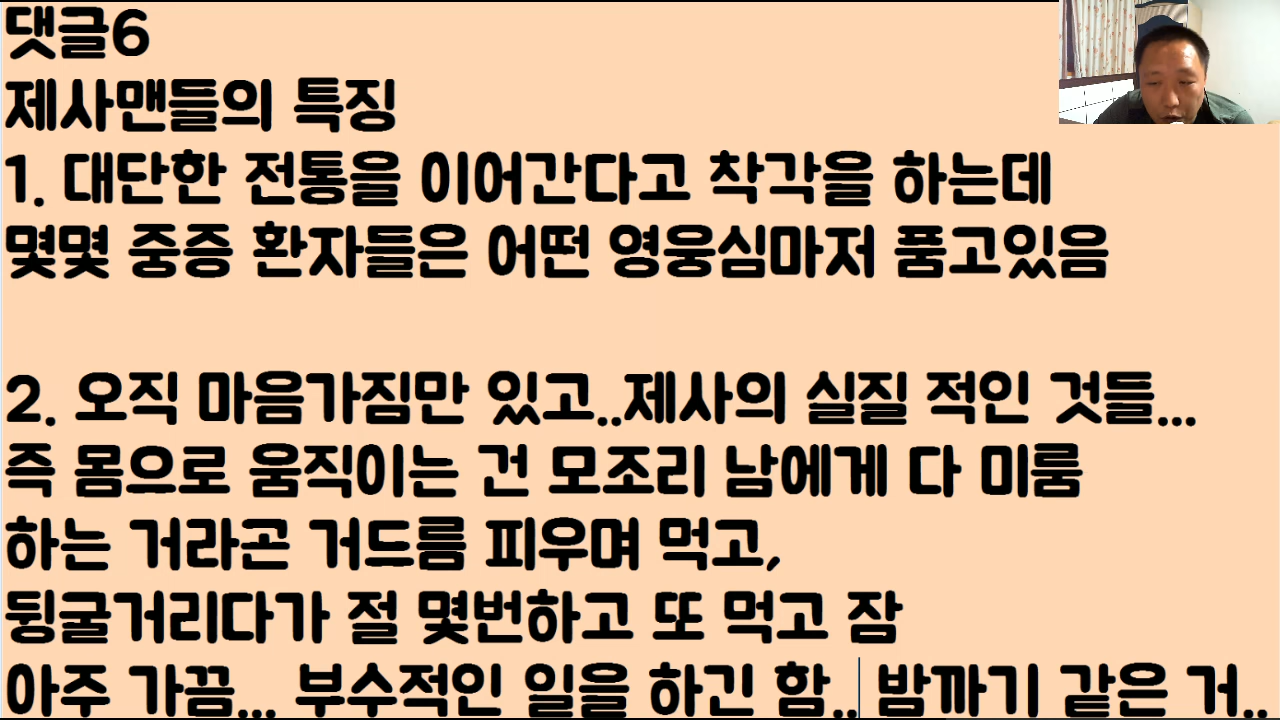 댓글6
제사맨들의 특징
1. 대단한 전통을 이어간다고 착각을 하는데
몇몇 중증 환자들은 어떤 영웅심마저 품고있음
2. 오직 마음가짐만 있고..제사의 실질 적인 것들...
즉 몸으로 움직이는 건 모조리 남에게 다 미룸
하는 거라곤 거드름 피우며 먹고,
뒹굴거리다가 절 몇번하고 또 먹고 잠
아주 가끔... 부수적인 일을 하긴 함.. 밤까기 같은 거..